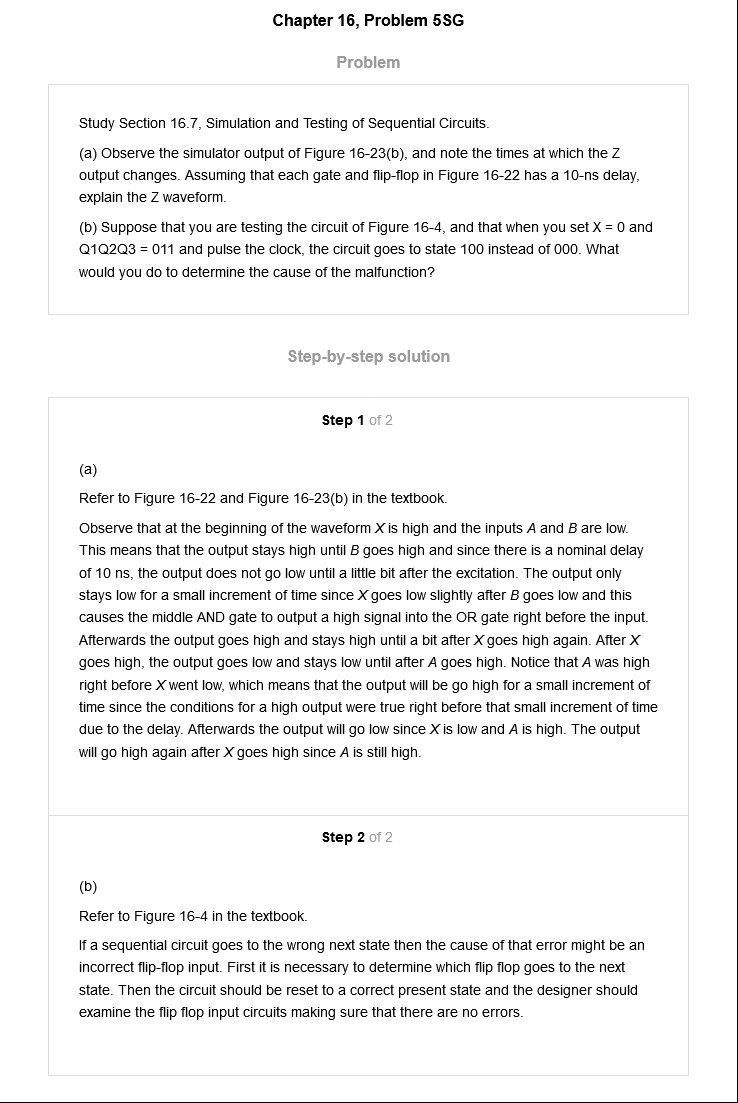 Chapter 16, Problem 5SG
Problem
Study Section 16.7, Simulation and Testing of Sequential Circuits.
(a) Observe the simulator output of Figure 16-23(b), and note the times at which the Z
output changes. Assuming that each gate and flip-flop in Figure 16-22 has a 10-ns delay,
explain the Z waveform.
(b) Suppose that you are testing the circuit of Figure 16-4, and that when you set X = 0 and
Q1Q2Q3 = 011 and pulse the clock, the circuit goes to state 100 instead of 000. What
would you do to determine the cause of the malfunction?
Step-by-step solution
Step 1 of 2
(a)
Refer to Figure 16-22 and Figure 16-23(b) in the textbook.
Observe that at the beginning of the waveform X is high and the inputs A and B are low.
This means that the output stays high until B goes high and since there is a nominal delay
of 10 ns, the output does not go low until a little bit after the excitation. The output only
stays low for a small increment of time since X goes low slightly after B goes low and this
causes the middle AND gate to output a high signal into the OR gate right before the input.
Afterwards the output goes high and stays high until a bit after X goes high again. After X
goes high, the output goes low and stays low until after A goes high. Notice that A was high
right before X went low, which means that the output will be go high for a small increment of
time since the conditions for a high output were true right before that small increment of time
due to the delay. Afterwards the output will go low since X is low and A is high. The output
will go high again after X goes high since A is still high.
Step 2 of 2
(b)
Refer to Figure 16-4 in the textbook.
If a sequential circuit goes to the wrong next state then the cause of that error might be an
incorrect flip-flop input. First it is necessary to determine which flip flop goes to the next
state. Then the circuit should be reset to a correct present state and the designer should
examine the flip flop input circuits making sure that there are no errors.